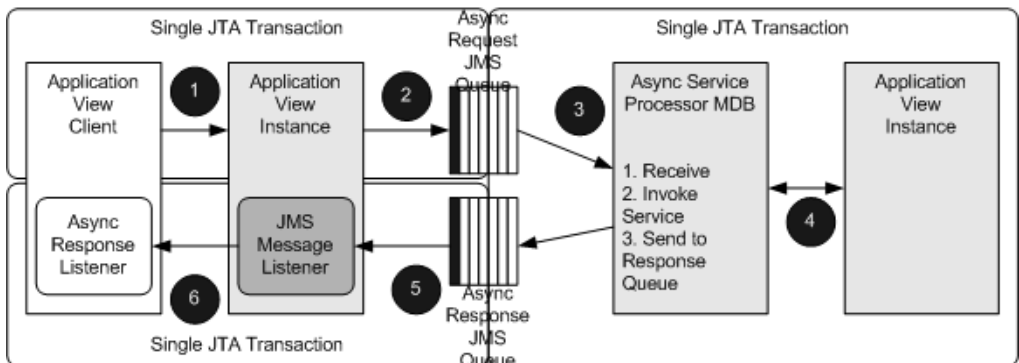 Single JTA Transaction
Async
Request
JMS
Queue
Single JTA Transaction
Application
View
Client
1
Application
View
Instance
2
3
Async Service
Processor MDB
1. Receive
2. Invoke
Service
3. Send to
Response
Queue
4
Application
View
Instance
Async
Response
Listener
6
JMS
Message
Listener
5
Async
Response
JMS
Queue
Single JTA Transaction